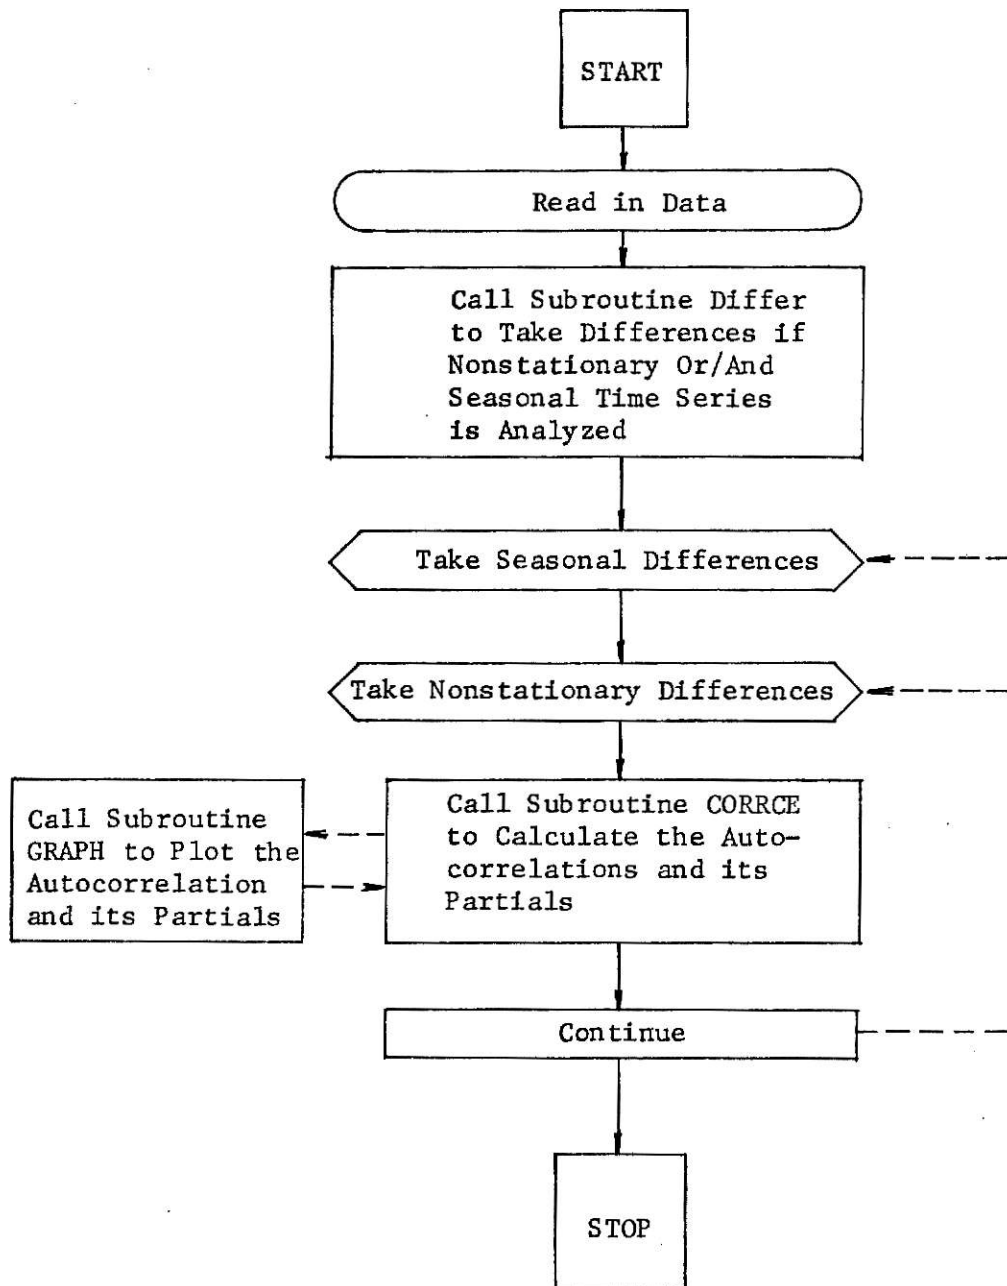 START
Read in Data
Call Subroutine Differ
to Take Differences if
Nonstationary Or/And
Seasonal Time Series
is Analyzed
Take Seasonal Differences
Take Nonstationary Differences
Call Subroutine
GRAPH to Plot the
Autocorrelation
and its Partials
Call Subroutine CORRCE
to Calculate the Auto-
correlations and its
Partials
Continue
STOP